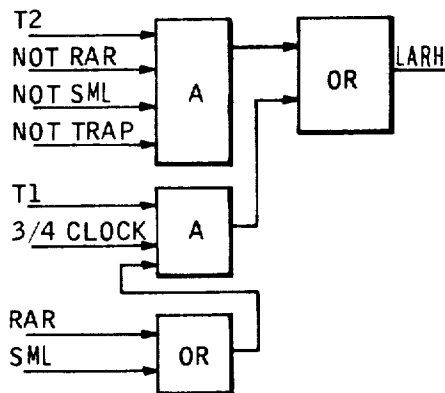 T2
NOT RAR
NOT SML
NOT TRAP
A
OR
LARH
T1
3/4 CLOCK
A
RAR
SML
OR